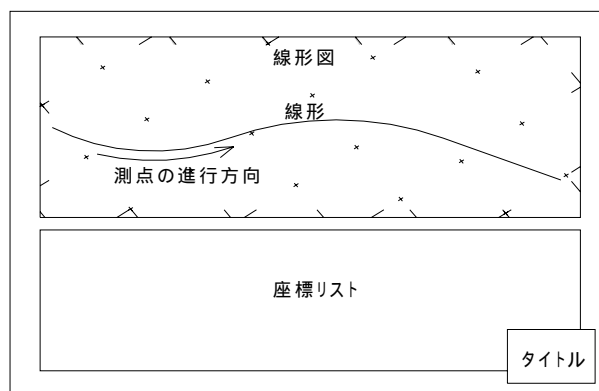 線形図
線形
測点の進行方向
座標リスト
タイトル